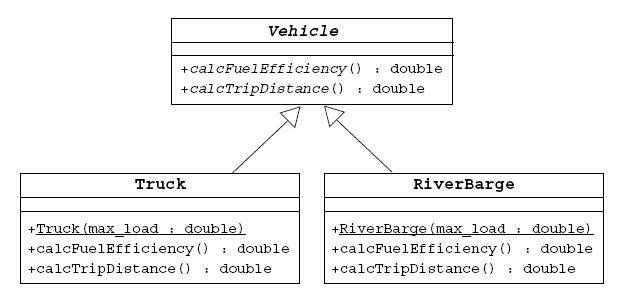 Vehicle
+calcFuelEfficiency() : double
+calcTripDistance() : double
Truck
+Truck(max_load : double)
+calcFuelEfficiency() : double
+calcTripDistance() : double
RiverBarge
+RiverBarge(max_load : double)
+calcFuelEfficiency() : double
+calcTripDistance() : double